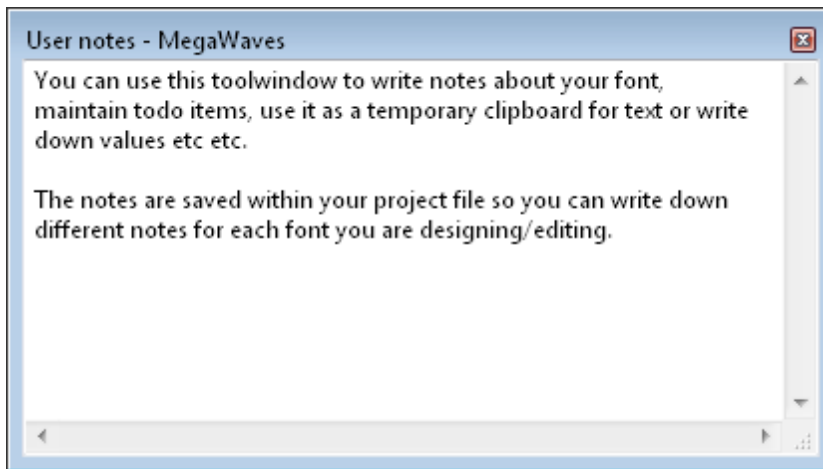 User notes - MegaWaves
You can use this toolwindow to write notes about your font,
maintain todo items, use it as a temporary clipboard for text or write
down values etc etc.
The notes are saved within your project file so you can write down
different notes for each font you are designing/editing.